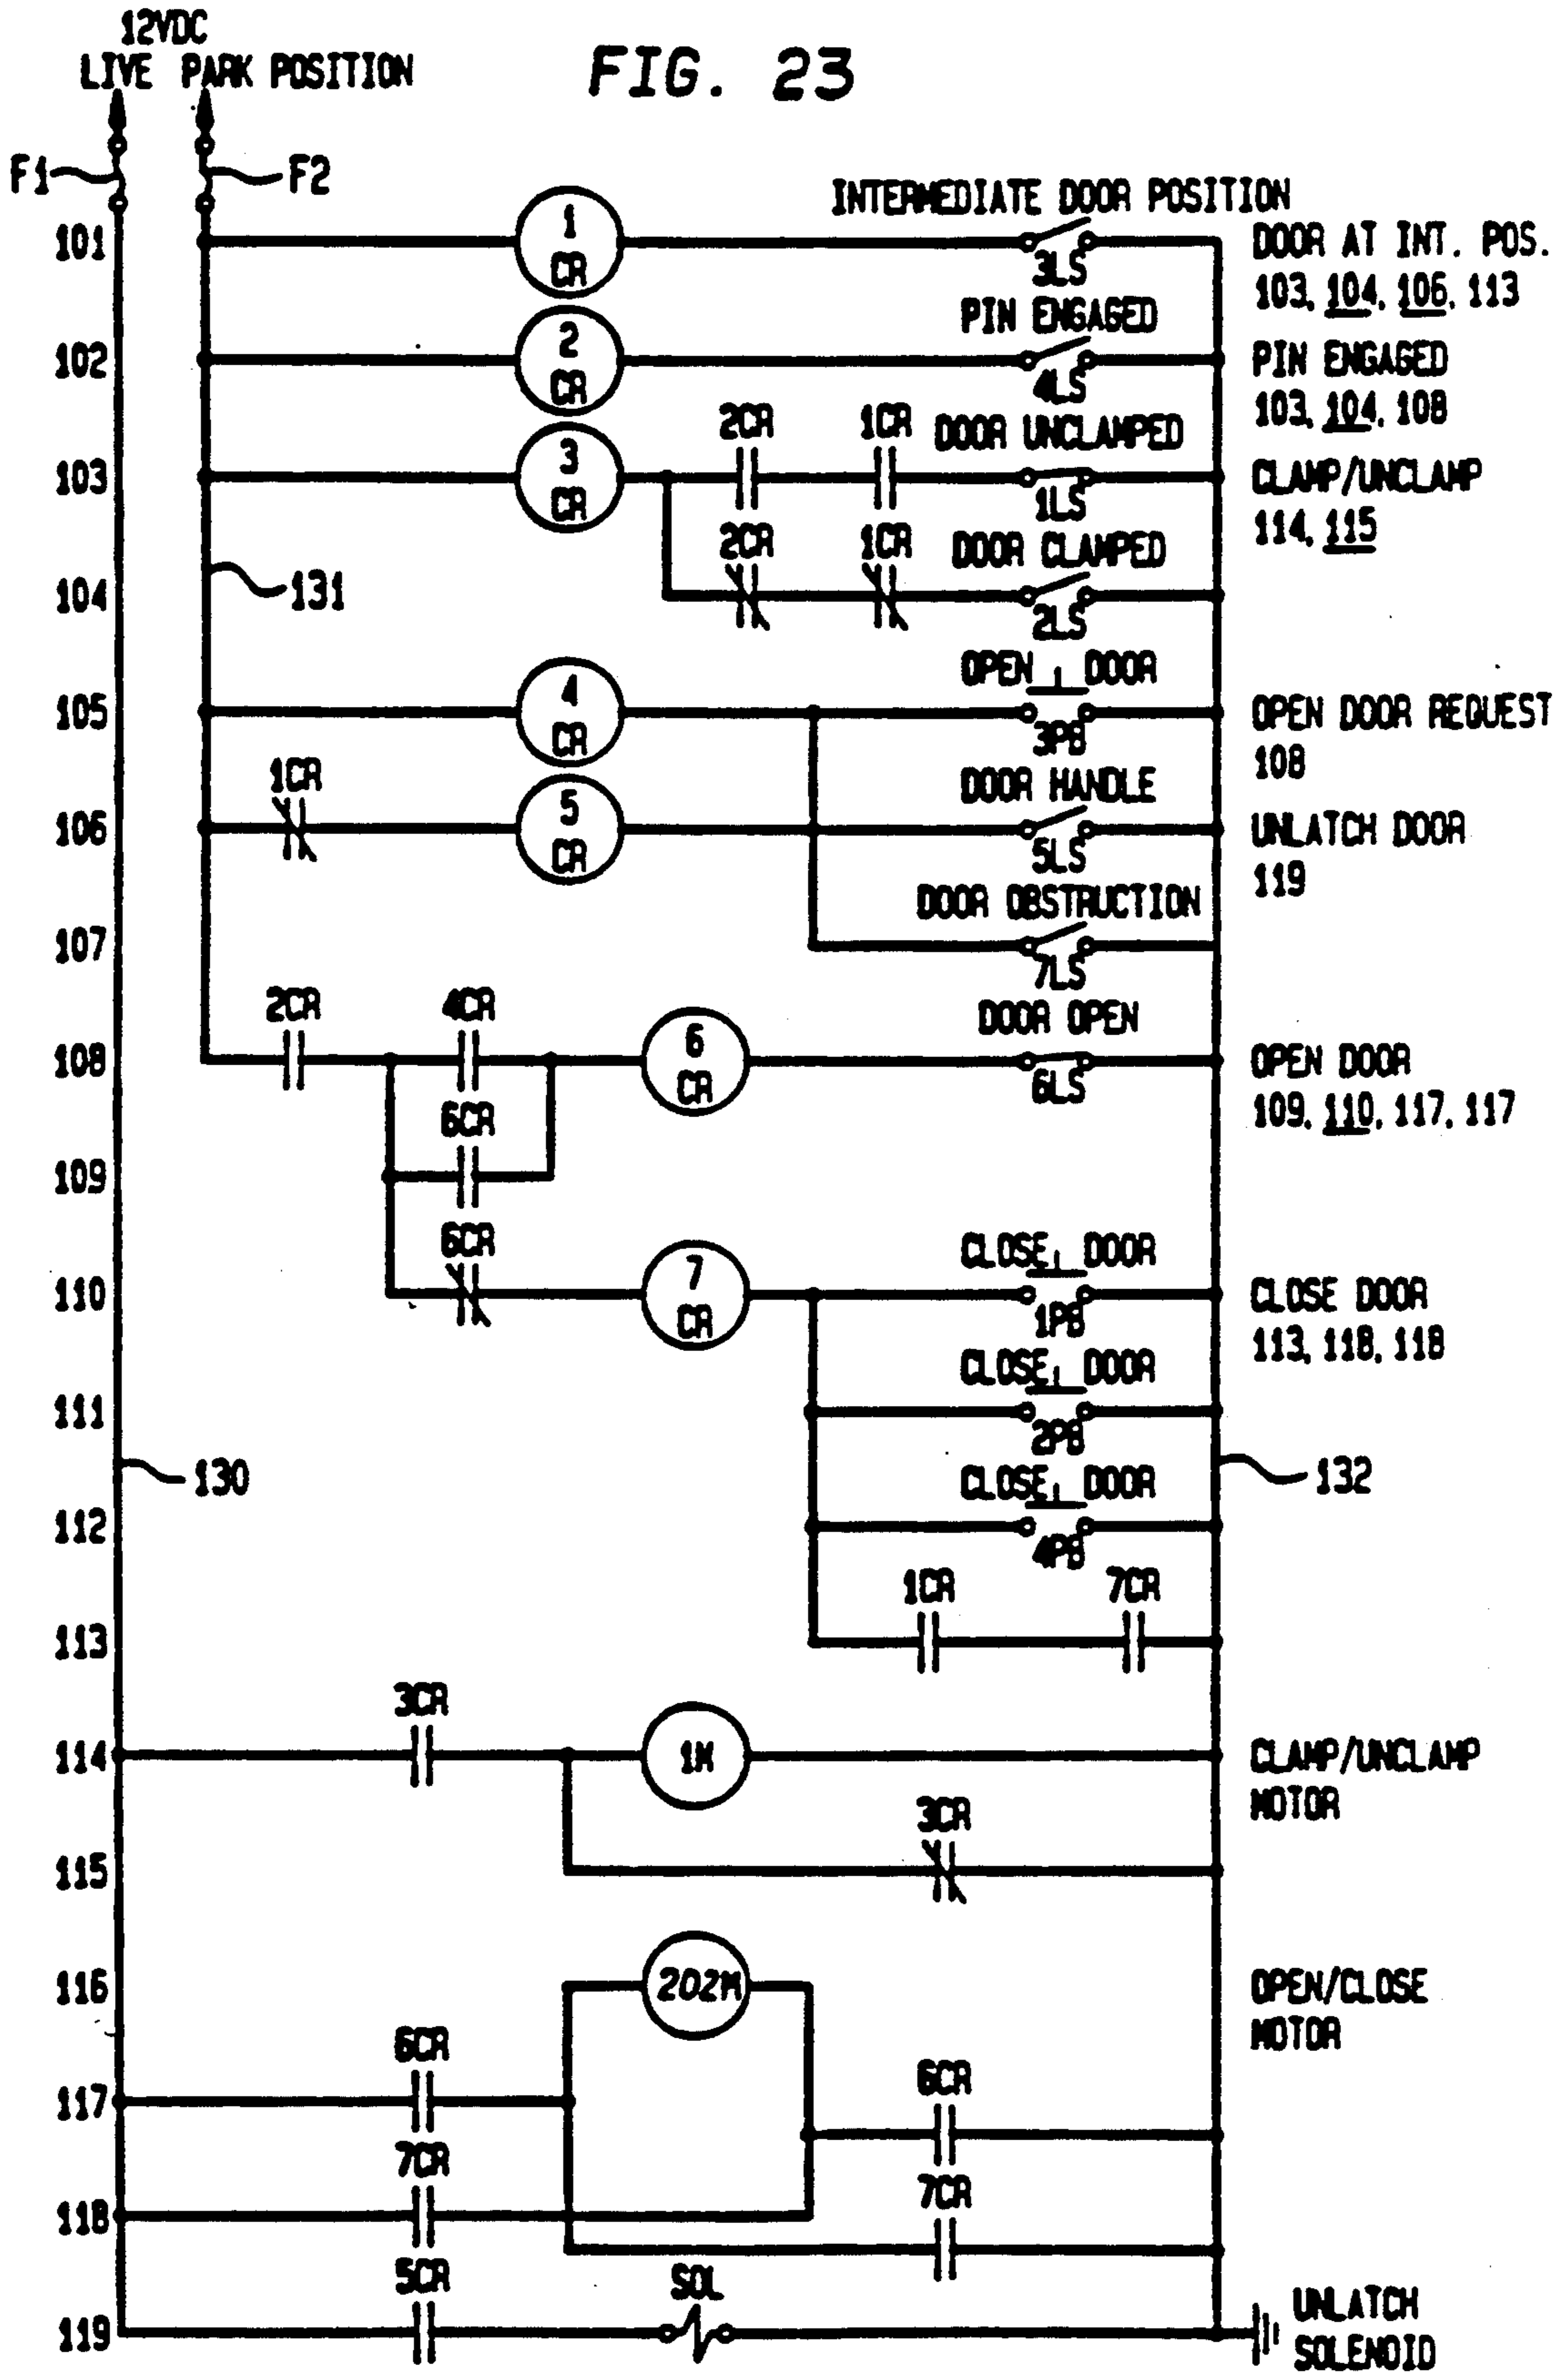 12VDC
LIVE PARK POSITION
FIG. 23
F1
F2
INTERMEDIATE DOOR POSITION
101
1
CR
3LS
DOOR AT INT. POS.
103, 104, 106, 113
PIN ENGAGED
102
2
CR
4LS
PIN ENGAGED
103, 104, 108
2CR
1CR
DOOR UNCLAMPED
103
3
CR
1LS
CLAMP/UNCLAMP
114, 115
2CR
1CR
DOOR CLAMPED
104
131
2LS
OPEN DOOR
105
4
CR
3PB
OPEN DOOR REQUEST
108
1CR
DOOR HANDLE
106
5
CR
5LS
UNLATCH DOOR
119
DOOR OBSTRUCTION
107
7LS
2CR
4CR
DOOR OPEN
108
6
CR
6LS
OPEN DOOR
109, 110, 117, 117
6CR
109
6CR
CLOSE DOOR
110
7
CR
1PB
CLOSE DOOR
113, 118, 118
CLOSE DOOR
111
2PB
130
132
CLOSE DOOR
112
4PB
1CR
7CR
113
3CR
114
1M
CLAMP/UNCLAMP
MOTOR
3CR
115
116
202M
OPEN/CLOSE
MOTOR
6CR
6CR
117
7CR
7CR
118
5CR
SOL
119
UNLATCH
SOLENOID